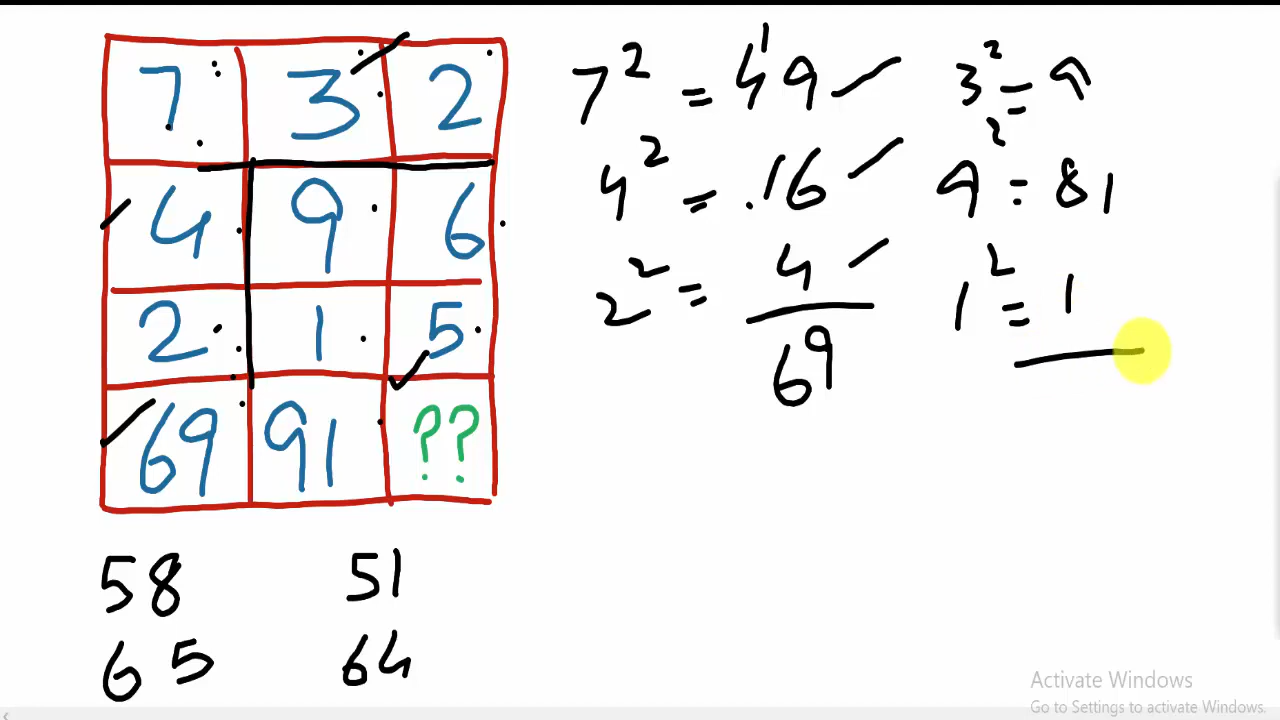 7 3 2
4 9 6
2 1 5
69 91 ??
58 51
65 64
7² = 49
1
4² = .16
2² = 4
69
3² = 9
9² = 81
1² = 1
Activate Windows
Go to Settings to activate Windows.